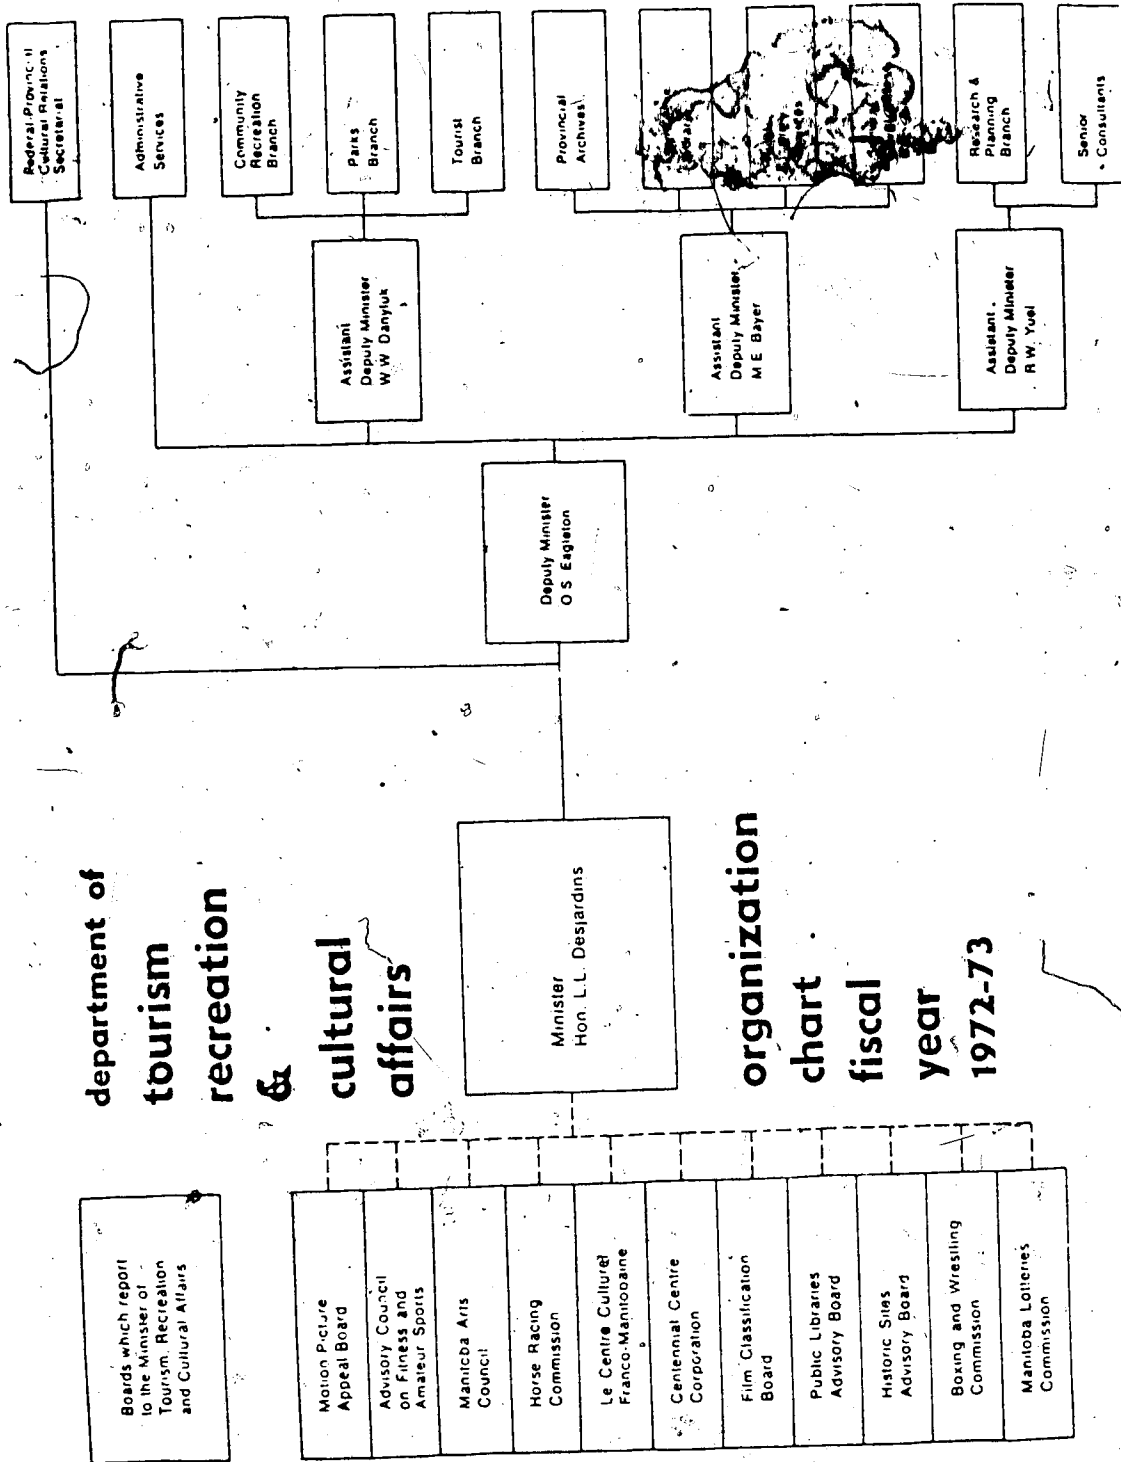 department of
tourism
recreation
&
cultural
affairs
organization
chart
fiscal
year
1972-73
Boards which report
to the Minister of
Tourism, Recreation
and Cultural Affairs
Motion Picture
Appeal Board
Advisory Council
on Fitness and
Amateur Sports
Manitoba Arts
Council
Horse Racing
Commission
Le Centre Culturel
Franco-Manitobaine
Centennial Centre
Corporation
Film Classification
Board
Public Libraries
Advisory Board
Historic Sites
Advisory Board
Boxing and Wrestling
Commission
Manitoba Lotteries
Commission
Minister
Hon. L.L. Desjardins
Deputy Minister
O S Eagleton
Assistant
Deputy Minister
W W Danyluk
Assistant
Deputy Minister
M E Bayer
Assistant
Deputy Minister
R W Yuel
Federal-Provincial
Cultural Relations
Secretariat
Administrative
Services
Community
Recreation
Branch
Parks
Branch
Tourist
Branch
Provincial
Archives
Research &
Planning
Branch
Senior
Consultants